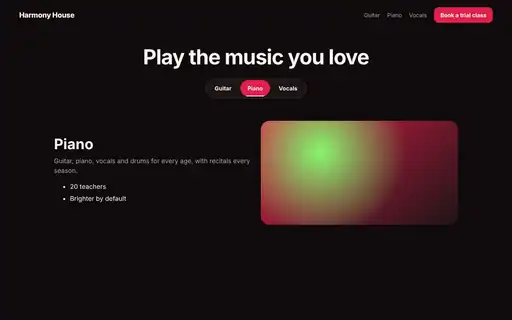 Harmony House
Guitar Piano Vocals Book a trial class
Play the music you love
Guitar Piano Vocals
Piano
Guitar, piano, vocals and drums for every age, with recitals every
season.
20 teachers
Brighter by default